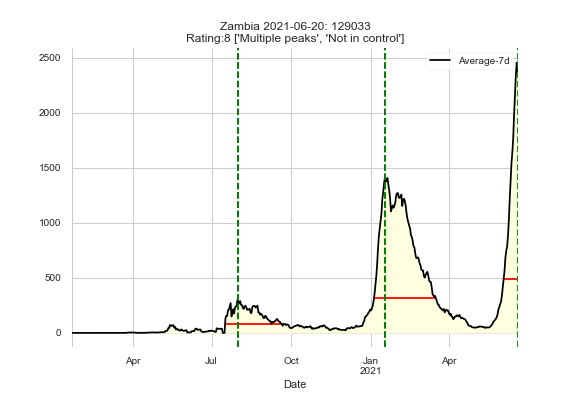 Zambia 2021-06-20: 129033
Rating:8 ['Multiple peaks', 'Not in control']
Average-7d
2500
2000
1500
1000
500
0
Apr Jul Oct Jan Apr
2021
Date